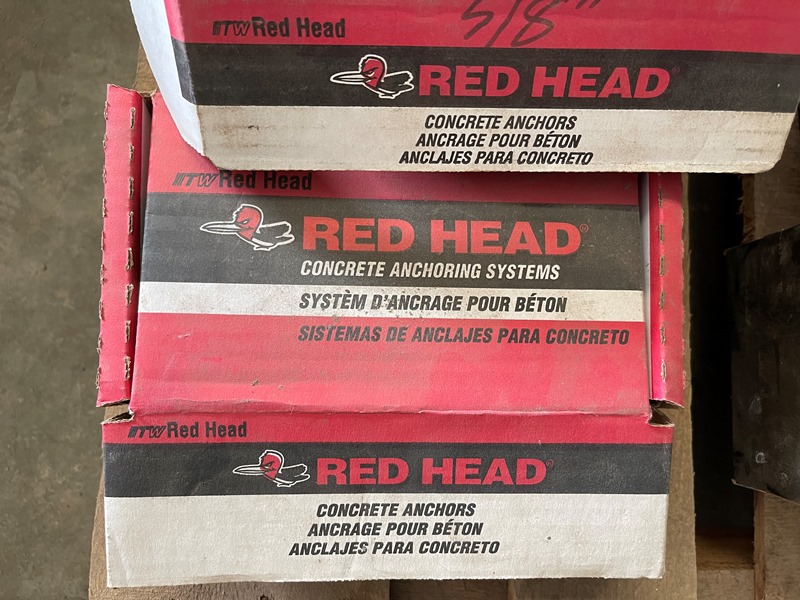 5/8"
ITW Red Head
RED HEAD®
CONCRETE ANCHORS
ANCRAGE POUR BÉTON
ANCLAJES PARA CONCRETO
ITW Red Head
RED HEAD®
CONCRETE ANCHORING SYSTEMS
SYSTÈM D'ANCRAGE POUR BÉTON
SISTEMAS DE ANCLAJES PARA CONCRETO
ITW Red Head
RED HEAD®
CONCRETE ANCHORS
ANCRAGE POUR BÉTON
ANCLAJES PARA CONCRETO